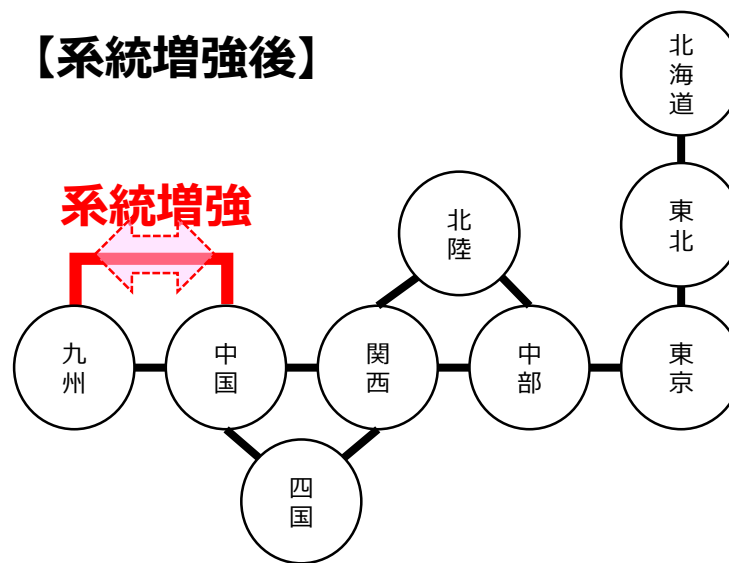 【系統増強後】
北海道
系統増強
北陸
東北
九州
中国
関西
中部
東京
四国